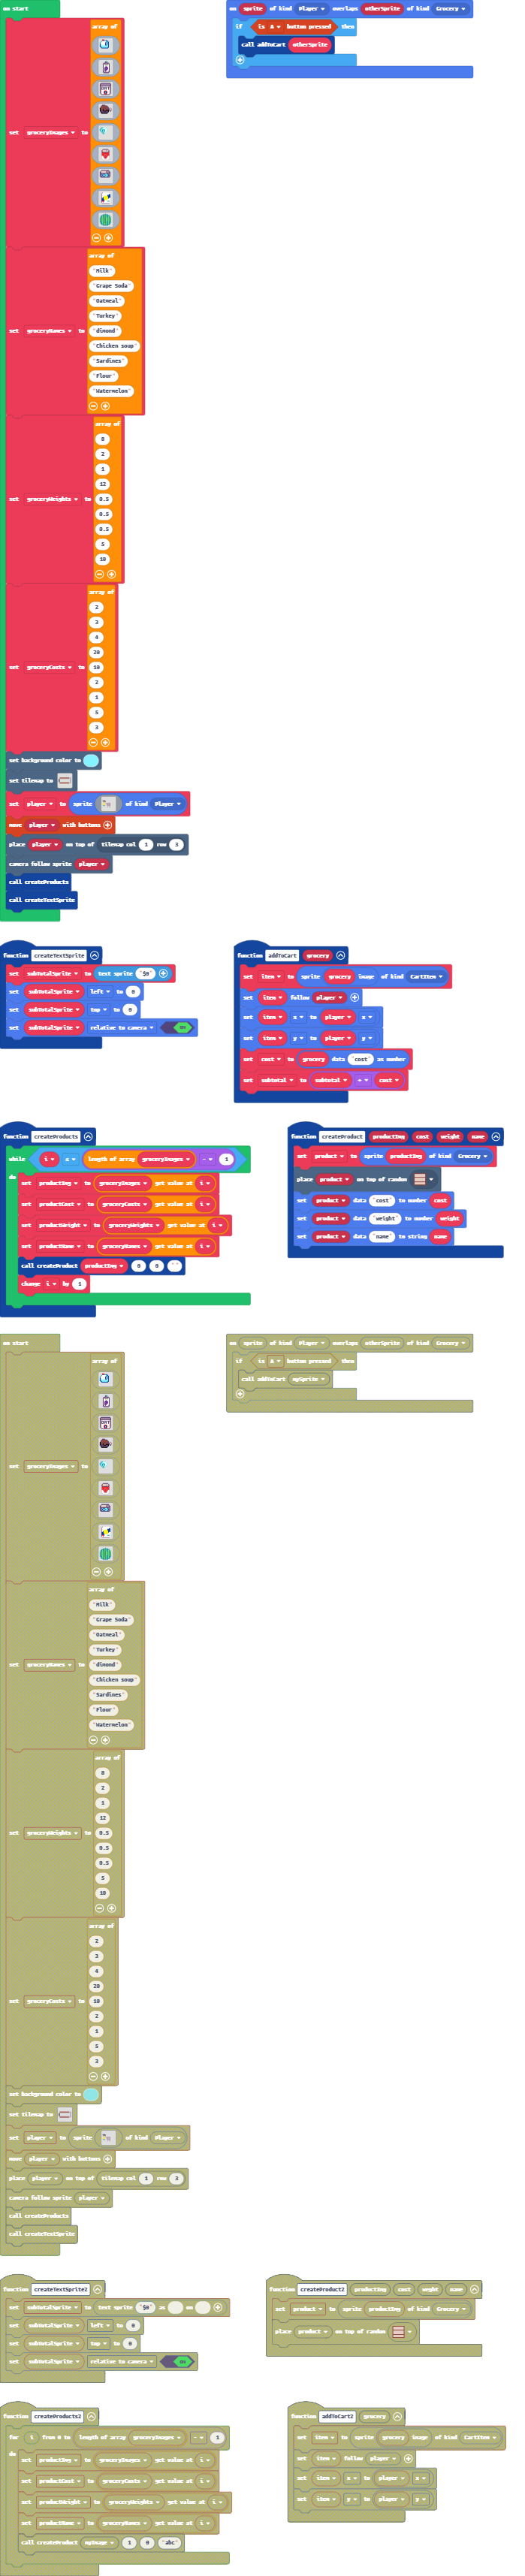 on start
on sprite of kind Player overlaps otherSprite of kind Grocery
if is A button pressed then
call addToCart otherSprite
array of
set groceryImages to
array of
"Milk"
"Grape Soda"
"Oatmeal"
"Turkey"
set groceryNames to "dimond"
"Chicken soup"
"Sardines"
"Flour"
"Watermelon"
array of
8
2
1
12
set groceryWeights to 0.5
0.5
0.5
5
10
array of
2
3
4
20
set groceryCosts to 10
2
1
5
3
set background color to
set tilemap to
set player to sprite of kind Player
move player with buttons
place player on top of tilemap col 1 row 3
camera follow sprite player
call createProducts
call createTextSprite
function createTextSprite
set subTotalSprite to text sprite "$0"
set subTotalSprite left to 0
set subTotalSprite top to 0
set subTotalSprite relative to camera ON
function addToCart grocery
set item to sprite grocery image of kind CartItem
set item follow player
set item x to player x
set item y to player y
set cost to grocery data "cost" as number
set subtotal to subtotal + cost
function createProducts
while i ≤ length of array groceryImages - 1
do
set productImg to groceryImages get value at i
set productCost to groceryCosts get value at i
set productWeight to groceryWeights get value at i
set productName to groceryNames get value at i
call createProduct productImg 0 0 ""
change i by 1
function createProduct productImg cost weight name
set product to sprite productImg of kind Grocery
place product on top of random
set product data "cost" to number cost
set product data "weight" to number weight
set product data "name" to string name
on start
on sprite of kind Player overlaps otherSprite of kind Grocery
if is A button pressed then
call addToCart mySprite
array of
set groceryImages to
array of
"Milk"
"Grape Soda"
"Oatmeal"
"Turkey"
set groceryNames to "dimond"
"Chicken soup"
"Sardines"
"Flour"
"Watermelon"
array of
8
2
1
12
set groceryWeights to 0.5
0.5
0.5
5
10
array of
2
3
4
20
set groceryCosts to 10
2
1
5
3
set background color to
set tilemap to
set player to sprite of kind Player
move player with buttons
place player on top of tilemap col 1 row 3
camera follow sprite player
call createProducts
call createTextSprite
function createTextSprite2
set subTotalSprite to text sprite "$0" as on
set subTotalSprite left to 0
set subTotalSprite top to 0
set subTotalSprite relative to camera ON
function createProduct2 productImg cost weght name
set product to sprite productImg of kind Grocery
place product on top of random
function createProducts2
for i from 0 to length of array groceryImages - 1
do
set productImg to groceryImages get value at i
set productCost to groceryCosts get value at i
set productWeight to groceryWeights get value at i
set productName to groceryNames get value at i
call createProduct myImage 1 0 "abc"
function addToCart2 grocery
set item to sprite grocery image of kind CartItem
set item follow player
set item x to player x
set item y to player y